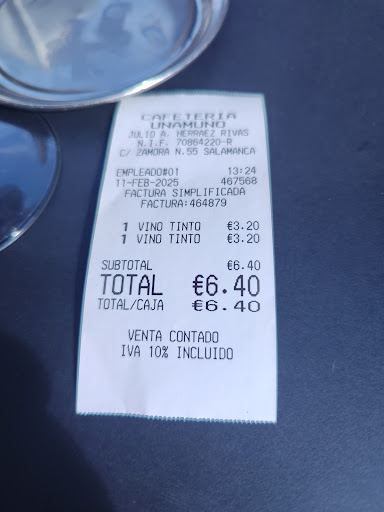 CAFETERIA
UNAMUNO
JULIO A. HERRAEZ RIVAS
N.I.F. 70864220-R
C/ ZAMORA N.55 SALAMANCA
EMPLEADO#01 13:24
11-FEB-2025 467568
FACTURA SIMPLIFICADA
FACTURA:464879
1 VINO TINTO €3.20
1 VINO TINTO €3.20
SUBTOTAL €6.40
TOTAL €6.40
TOTAL/CAJA €6.40
VENTA CONTADO
IVA 10% INCLUIDO